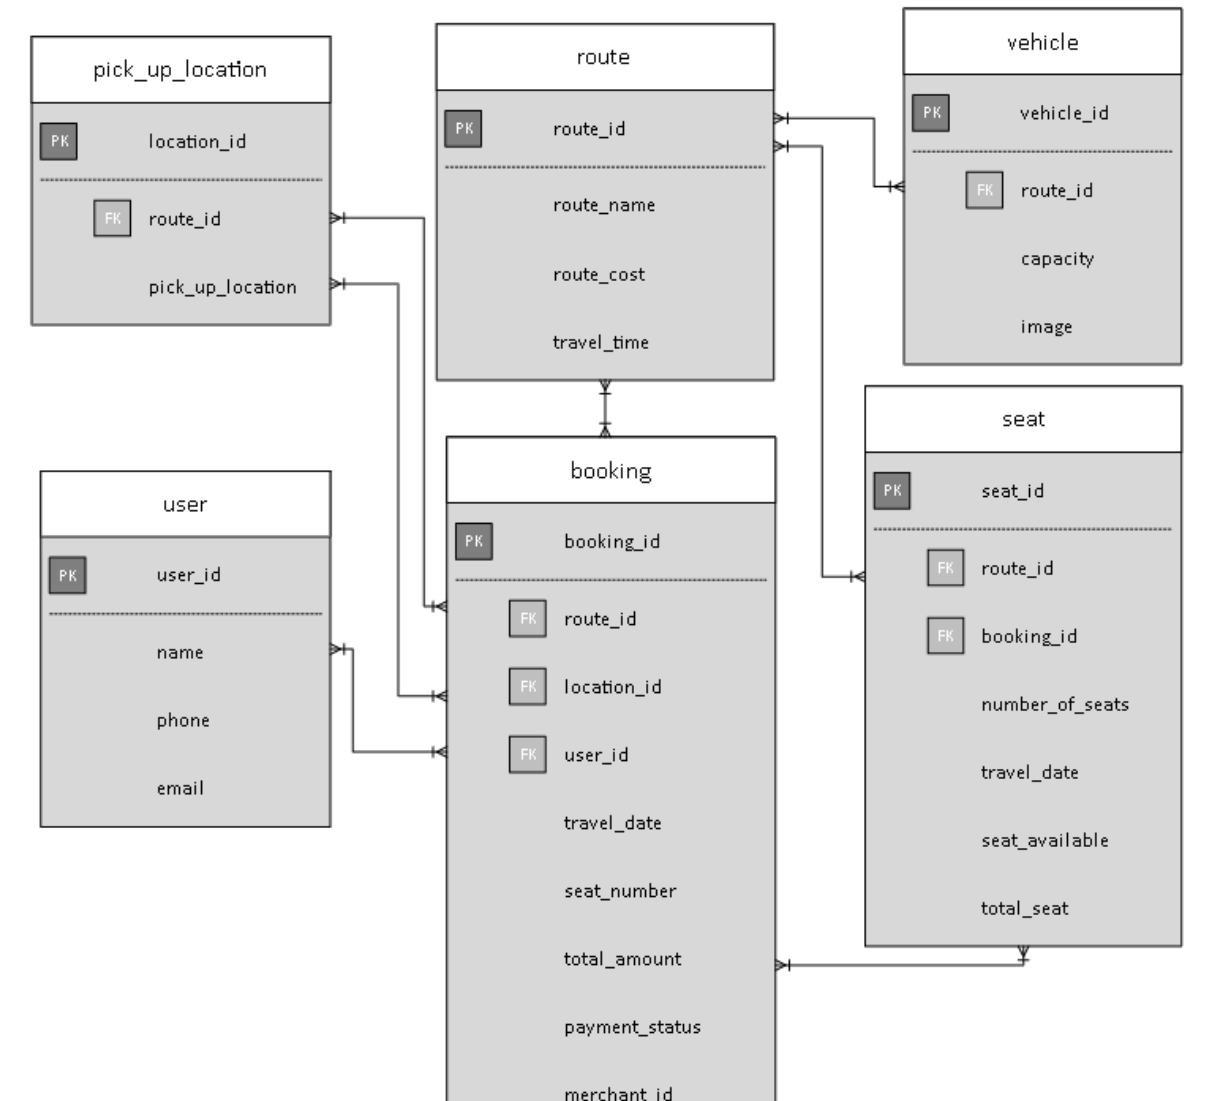 pick_up_location
PK location_id
FK route_id
pick_up_location
route
PK route_id
route_name
route_cost
travel_time
vehicle
PK vehicle_id
FK route_id
capacity
image
user
PK user_id
name
phone
email
booking
PK booking_id
FK route_id
FK location_id
FK user_id
travel_date
seat_number
total_amount
payment_status
merchant_id
seat
PK seat_id
FK route_id
FK booking_id
number_of_seats
travel_date
seat_available
total_seat